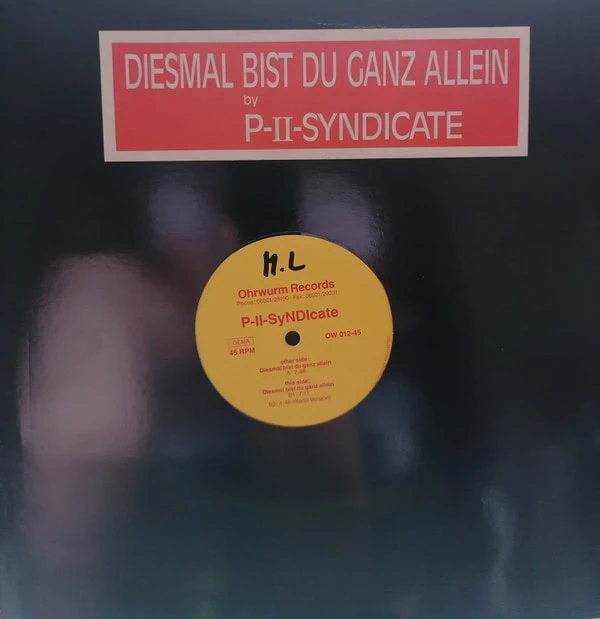 DIESMAL BIST DU GANZ ALLEIN
by
P-II-SYNDICATE
M.L
Ohrwurm Records
P-II-SyNDIcate
GEMA
OW 012-45
45 RPM
other side:
Diesmal bist du ganz allein
this side:
Diesmal bist du ganz allein